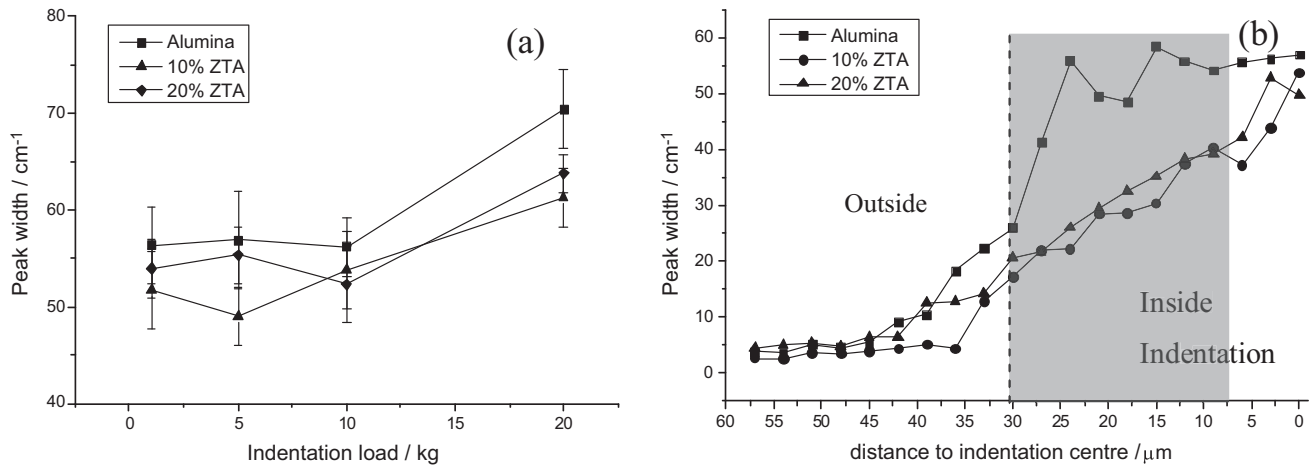 (a)
Alumina
10% ZTA
20% ZTA
80
70
60
50
40
Peak width / cm-1
0
5
10
15
20
Indentation load / kg
(b)
Alumina
10% ZTA
20% ZTA
60
50
40
30
20
10
0
Peak width / cm-1
Outside
Inside
Indentation
60
55
50
45
40
35
30
25
20
15
10
5
0
distance to indentation centre /μm